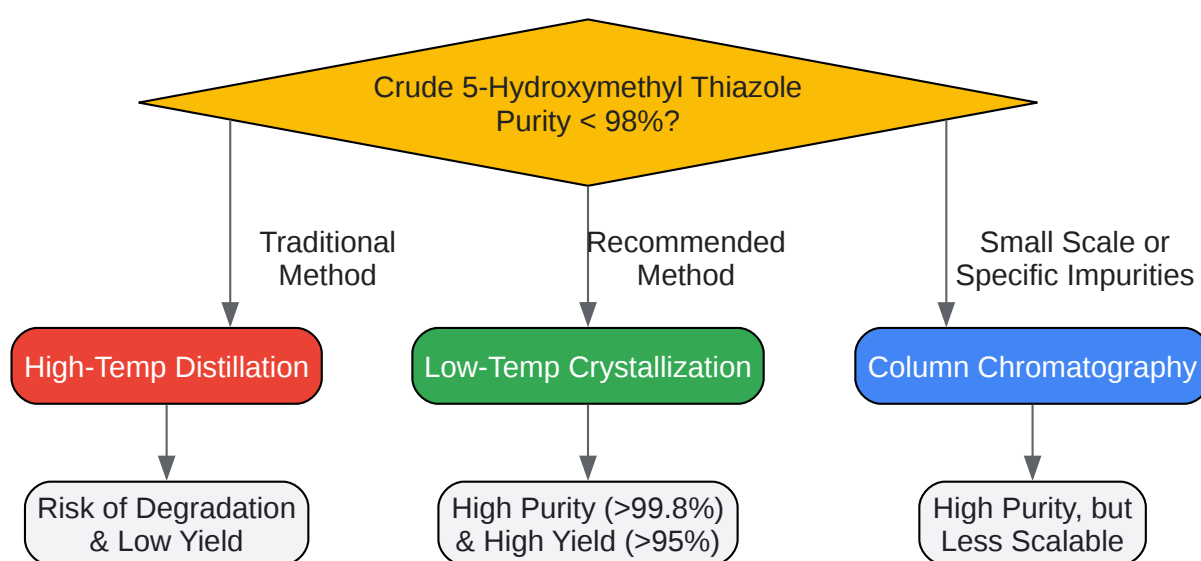 Crude 5-Hydroxymethyl Thiazole
Purity < 98%?
Traditional
Method
Recommended
Method
Small Scale or
Specific Impurities
High-Temp Distillation
Low-Temp Crystallization
Column Chromatography
Risk of Degradation
& Low Yield
High Purity (>99.8%)
& High Yield (>95%)
High Purity, but
Less Scalable